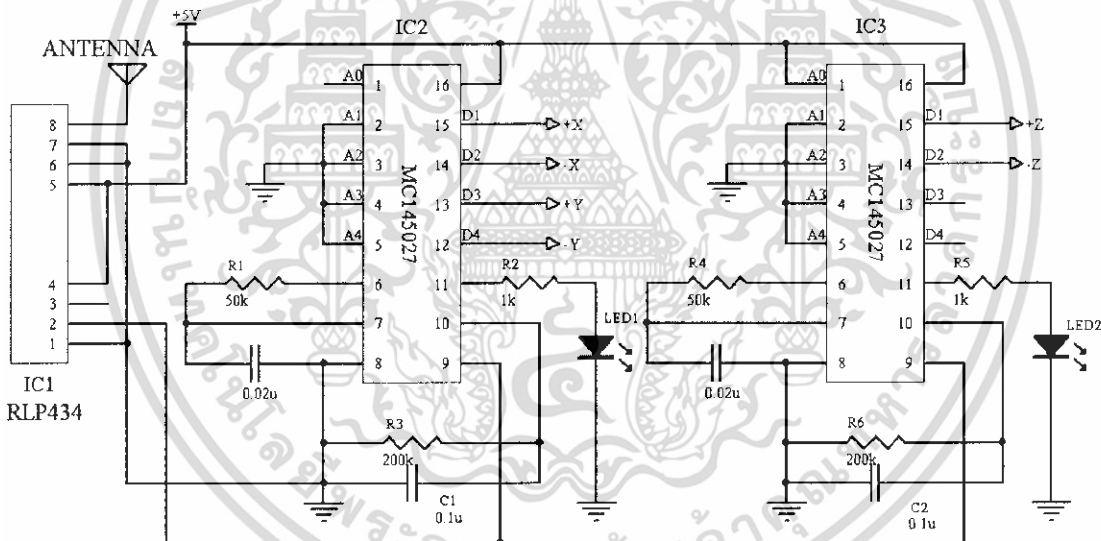 +5V
ANTENNA
IC2
IC3
8
7
6
5
4
3
2
1
IC1
RLP434
A0
A1
A2
A3
A4
1
2
3
4
5
6
7
8
MC145027
16
15
14
13
12
11
10
9
D1
D2
D3
D4
+X
-X
+Y
-Y
R1
50k
0.02u
R2
1k
LED1
R3
200k
C1
0.1u
A0
A1
A2
A3
A4
1
2
3
4
5
6
7
8
MC145027
16
15
14
13
12
11
10
9
D1
D2
D3
D4
+Z
-Z
R4
50k
0.02u
R5
1k
LED2
R6
200k
C2
0.1u